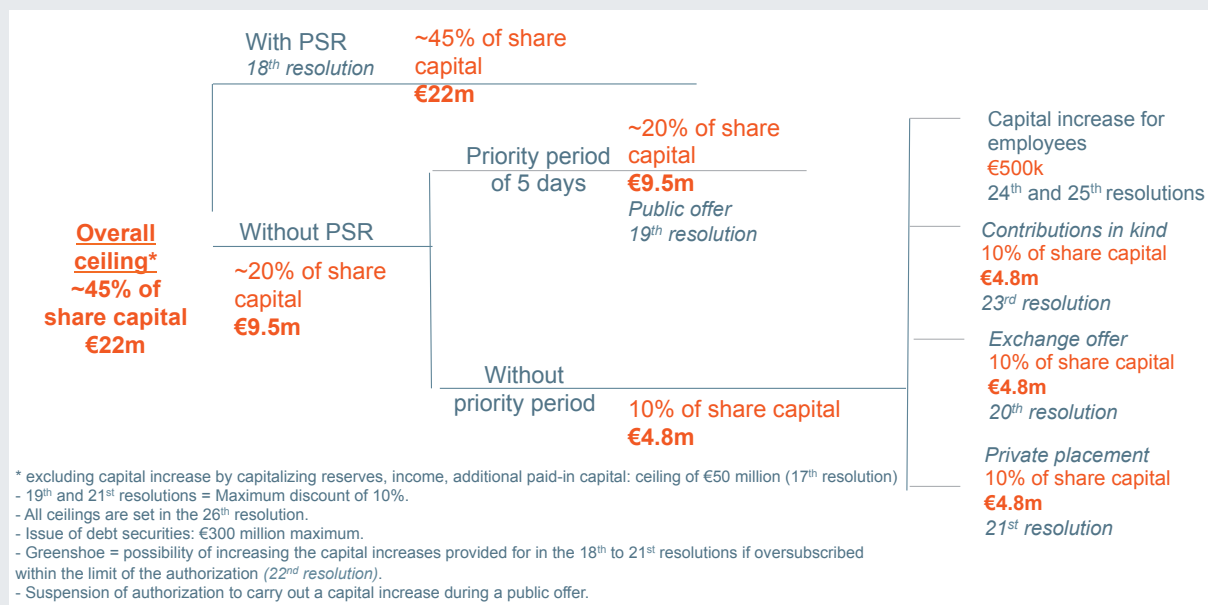 With PSR
18th resolution
~45% of share
capital
€22m
Priority period
of 5 days
~20% of share
capital
€9.5m
Public offer
19th resolution
Capital increase for
employees
€500k
24th and 25th resolutions
Overall
ceiling*
~45% of
share capital
€22m
Without PSR
~20% of share
capital
€9.5m
Contributions in kind
10% of share capital
€4.8m
23rd resolution
Exchange offer
10% of share capital
€4.8m
20th resolution
Without
priority period
10% of share capital
€4.8m
Private placement
10% of share capital
€4.8m
21st resolution
* excluding capital increase by capitalizing reserves, income, additional paid-in capital: ceiling of €50 million (17th resolution)
- 19th and 21st resolutions = Maximum discount of 10%.
- All ceilings are set in the 26th resolution.
- Issue of debt securities: €300 million maximum.
- Greenshoe = possibility of increasing the capital increases provided for in the 18th to 21st resolutions if oversubscribed
within the limit of the authorization (22nd resolution).
- Suspension of authorization to carry out a capital increase during a public offer.